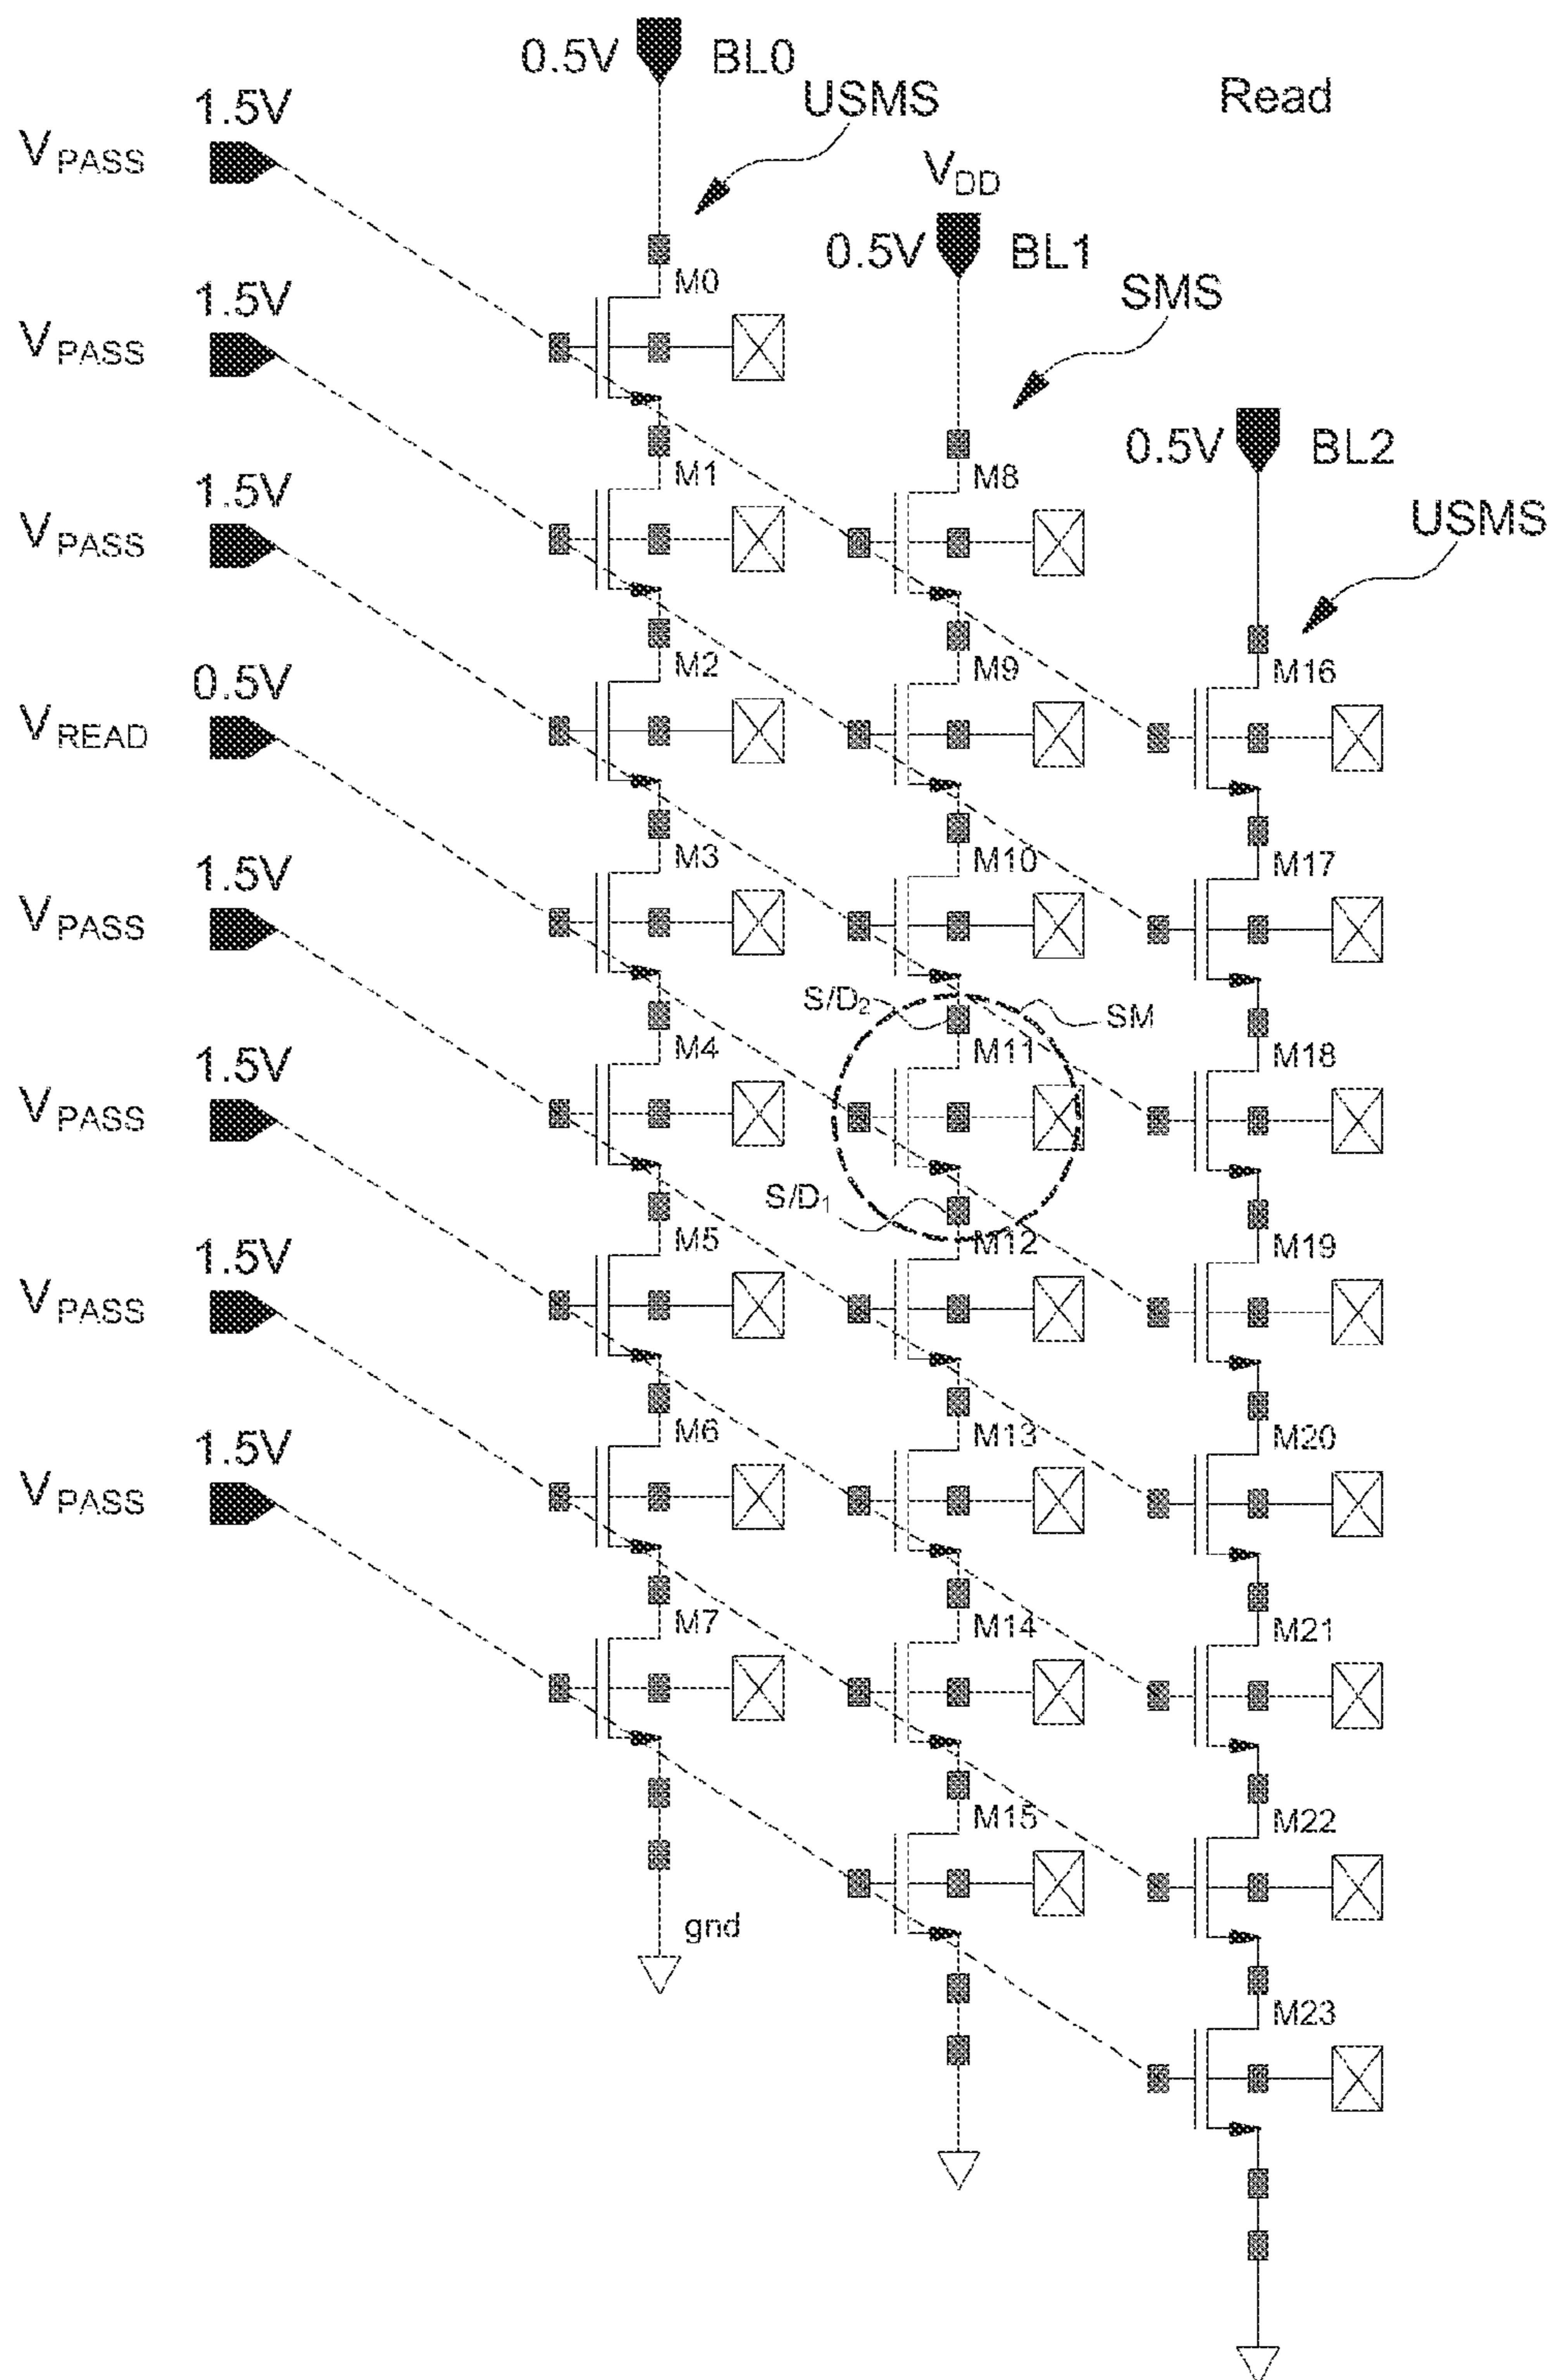 0.5V BL0
USMS
Read
1.5V
VPASS
VDD
0.5V BL1
M0
SMS
1.5V
VPASS
0.5V BL2
M1
M8
1.5V
VPASS
USMS
M2
M9
M16
0.5V
VREAD
M3
M10
M17
1.5V
VPASS
S/D2
SM
M4
M11
M18
1.5V
VPASS
S/D1
M5
M12
M19
1.5V
VPASS
M6
M13
M20
1.5V
VPASS
M7
M14
M21
M15
M22
gnd
M23